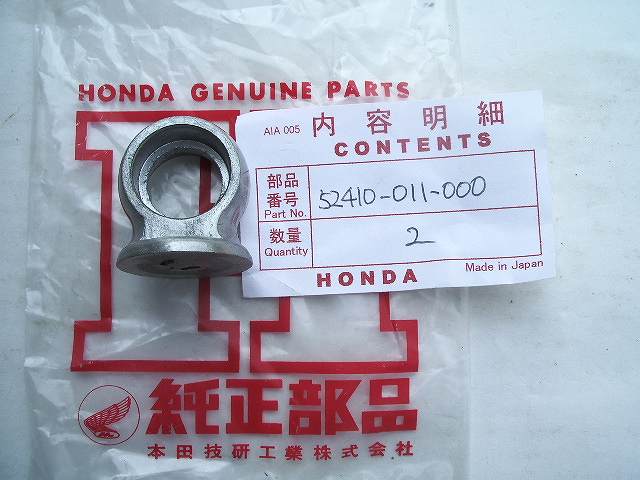 HONDA GENUINE PARTS
AIA 005 内容明細
CONTENTS
部品
番号
Part No.
52410-011-000
数量
Quantity
2
HONDA
Made in Japan
H
純正部品
本田技研工業株式会社